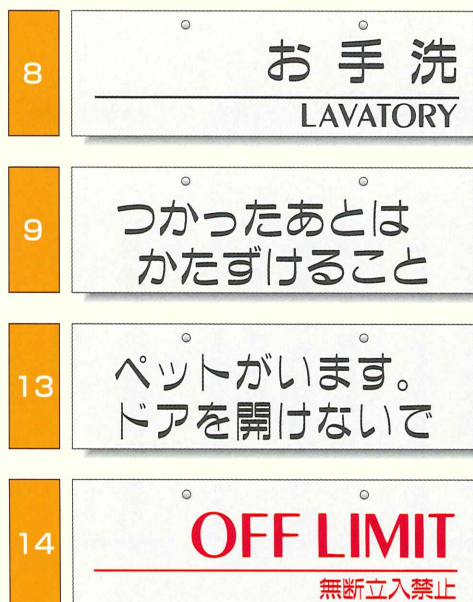 8
お手洗
LAVATORY
9
つかったあとは
かたずけること
13
ペットがいます。
ドアを開けないで
14
OFF LIMIT
無断立入禁止